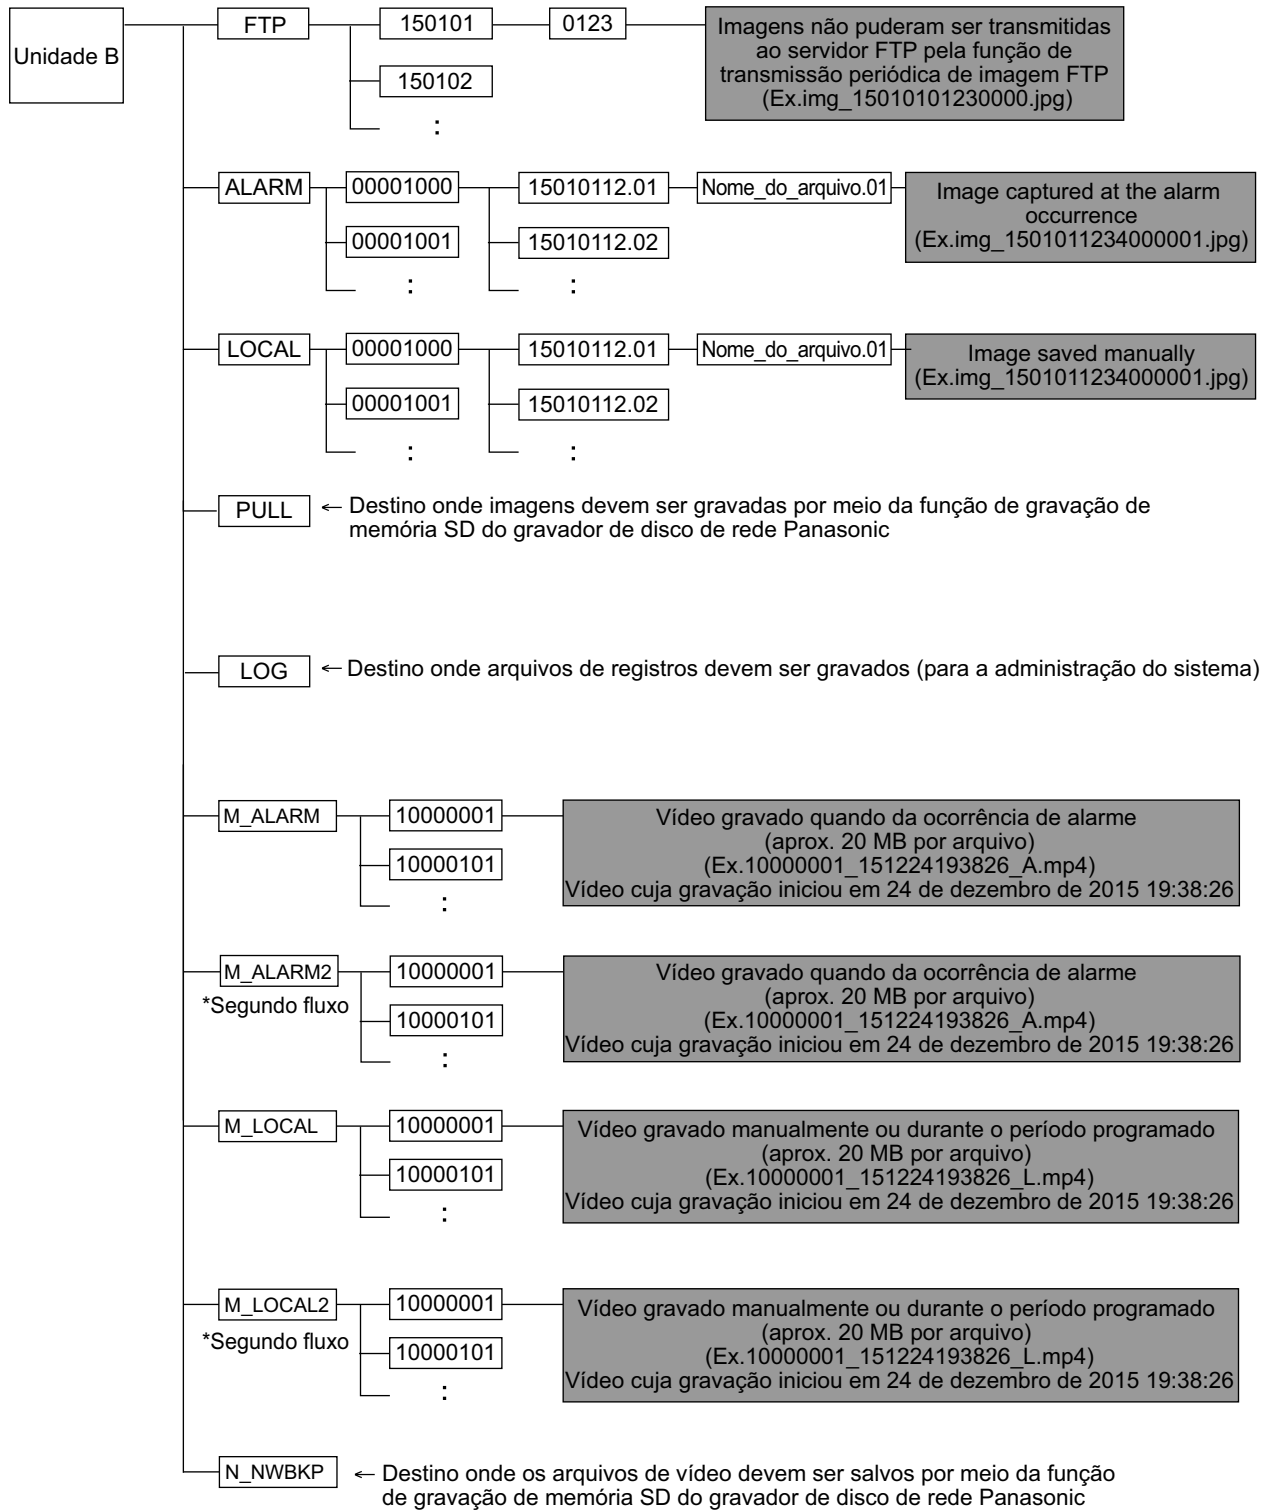 Unidade B
FTP
150101
0123
Imagens não puderam ser transmitidas
ao servidor FTP pela função de
transmissão periódica de imagem FTP
(Ex.img_15010101230000.jpg)
150102
:
ALARM
00001000
15010112.01
Nome_do_arquivo.01
Image captured at the alarm
occurrence
(Ex.img_1501011234000001.jpg)
00001001
15010112.02
:
:
LOCAL
00001000
15010112.01
Nome_do_arquivo.01
Image saved manually
(Ex.img_1501011234000001.jpg)
00001001
15010112.02
:
:
PULL
← Destino onde imagens devem ser gravadas por meio da função de gravação de
memória SD do gravador de disco de rede Panasonic
LOG
← Destino onde arquivos de registros devem ser gravados (para a administração do sistema)
M_ALARM
10000001
Vídeo gravado quando da ocorrência de alarme
(aprox. 20 MB por arquivo)
(Ex.10000001_151224193826_A.mp4)
Vídeo cuja gravação iniciou em 24 de dezembro de 2015 19:38:26
10000101
:
M_ALARM2
*Segundo fluxo
10000001
Vídeo gravado quando da ocorrência de alarme
(aprox. 20 MB por arquivo)
(Ex.10000001_151224193826_A.mp4)
Vídeo cuja gravação iniciou em 24 de dezembro de 2015 19:38:26
10000101
:
M_LOCAL
10000001
Vídeo gravado manualmente ou durante o período programado
(aprox. 20 MB por arquivo)
(Ex.10000001_151224193826_L.mp4)
Vídeo cuja gravação iniciou em 24 de dezembro de 2015 19:38:26
10000101
:
M_LOCAL2
*Segundo fluxo
10000001
Vídeo gravado manualmente ou durante o período programado
(aprox. 20 MB por arquivo)
(Ex.10000001_151224193826_L.mp4)
Vídeo cuja gravação iniciou em 24 de dezembro de 2015 19:38:26
10000101
:
N_NWBKP
← Destino onde os arquivos de vídeo devem ser salvos por meio da função
de gravação de memória SD do gravador de disco de rede Panasonic